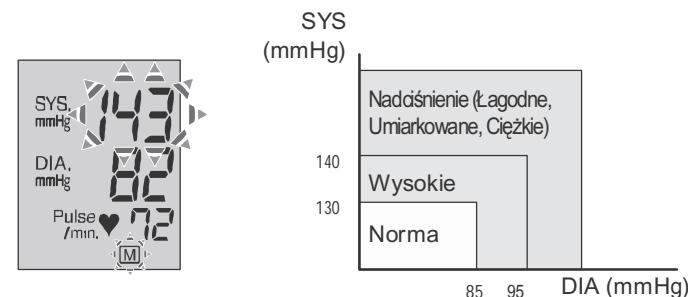 SYS.
mmHg
143
DIA.
mmHg
82
Pulse
/min.
72
M
SYS
(mmHg)
Nadciśnienie (Łagodne,
Umiarkowane, Ciężkie)
140
Wysokie
130
Norma
85 95 DIA (mmHg)